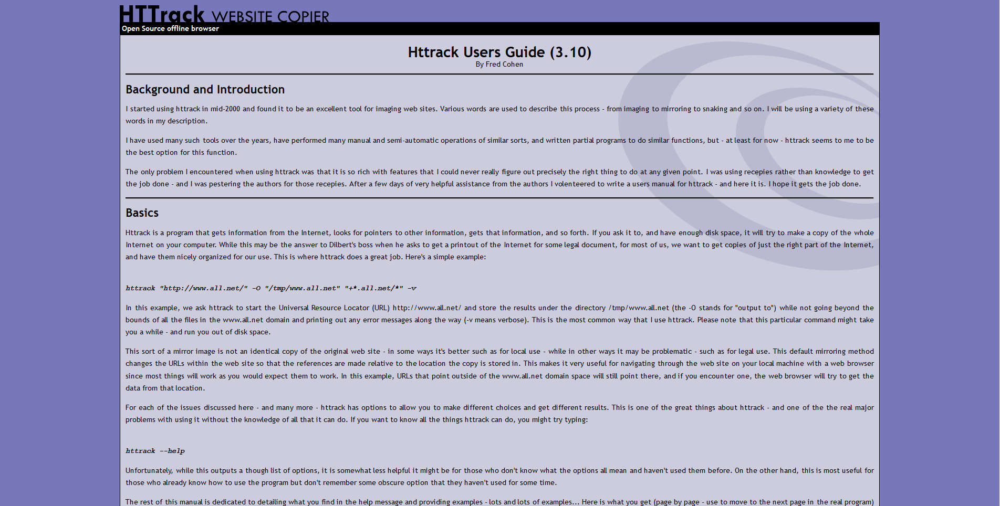 HTTrack WEBSITE COPIER
Open Source offline browser
Httrack Users Guide (3.10)
By Fred Cohen
Background and Introduction
I started using httrack in mid-2000 and found it to be an excellent tool for imaging web sites. Various words are used to describe this process - from imaging to mirroring to snaking and so on. I will be using a variety of these
words in my description.
I have used many such tools over the years, have performed many manual and semi-automatic operations of similar sorts, and written partial programs to do similar functions, but - at least for now - httrack seems to me to be
the best option for this function.
The only problem I encountered when using httrack was that it is so rich with features that I could never really figure out precisely the right thing to do at any given point. I was using recepies rather than knowledge to get
the job done - and I was pestering the authors for those recepies. After a few days of very helpful assistance from the authors I volenteered to write a users manual for httrack - and here it is. I hope it gets the job done.
Basics
Httrack is a program that gets information from the Internet, looks for pointers to other information, gets that information, and so forth. If you ask it to, and have enough disk space, it will try to make a copy of the whole
Internet on your computer. While this may be the answer to Dilbert's boss when he asks to get a printout of the Internet for some legal document, for most of us, we want to get copies of just the right part of the Internet,
and have them nicely organized for our use. This is where httrack does a great job. Here's a simple example:
httrack "http://www.all.net/" -O "/tmp/www.all.net" "+*.all.net/*" -v
In this example, we ask httrack to start the Universal Resource Locator (URL) http://www.all.net/ and store the results under the directory /tmp/www.all.net (the -O stands for "output to") while not going beyond the
bounds of all the files in the www.all.net domain and printing out any error messages along the way (-v means verbose). This is the most common way that I use httrack. Please note that this particular command might take
you a while - and run you out of disk space.
This sort of a mirror image is not an identical copy of the original web site - in some ways it's better such as for local use - while in other ways it may be problematic - such as for legal use. This default mirroring method
changes the URLs within the web site so that the references are made relative to the location the copy is stored in. This makes it very useful for navigating through the web site on your local machine with a web browser
since most things will work as you would expect them to work. In this example, URLs that point outside of the www.all.net domain space will still point there, and if you encounter one, the web browser will try to get the
data from that location.
For each of the issues discussed here - and many more - httrack has options to allow you to make different choices and get different results. This is one of the great things about httrack - and one of the the real major
problems with using it without the knowledge of all that it can do. If you want to know all the things httrack can do, you might try typing:
httrack --help
Unfortunately, while this outputs a though list of options, it is somewhat less helpful it might be for those who don't know what the options all mean and haven't used them before. On the other hand, this is most useful for
those who already know how to use the program but don't remember some obscure option that they haven't used for some time.
The rest of this manual is dedicated to detailing what you find in the help message and providing examples - lots and lots of examples... Here is what you get (page by page - use to move to the next page in the real program)